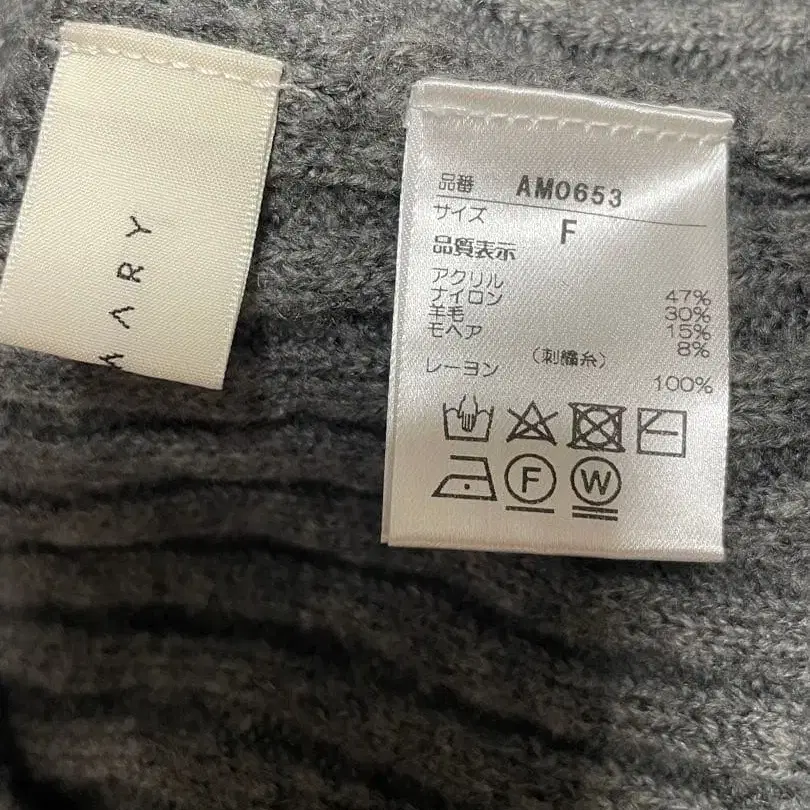 ARY
品番 AM0653
サイズ F
品質表示
アクリル 47%
ナイロン 30%
羊毛 15%
モヘア 8%
(刺繍糸)
レーヨン 100%
F W